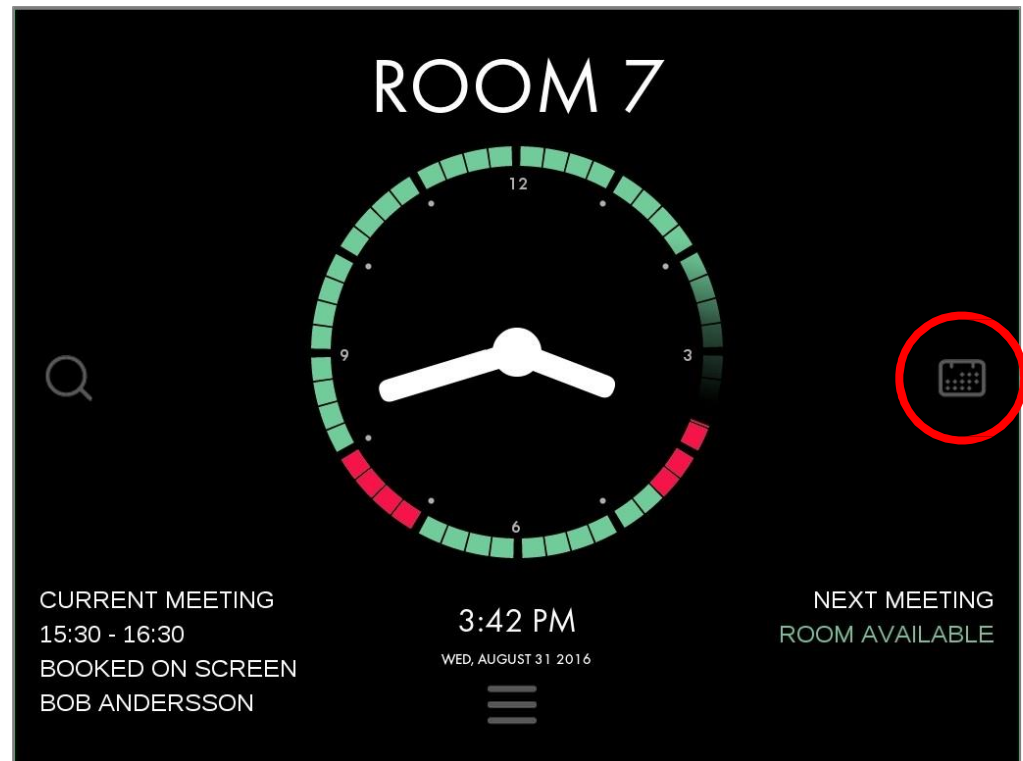 ROOM 7
12
9
3
6
CURRENT MEETING
15:30 - 16:30
BOOKED ON SCREEN
BOB ANDERSSON
3:42 PM
WED, AUGUST 31 2016
NEXT MEETING
ROOM AVAILABLE